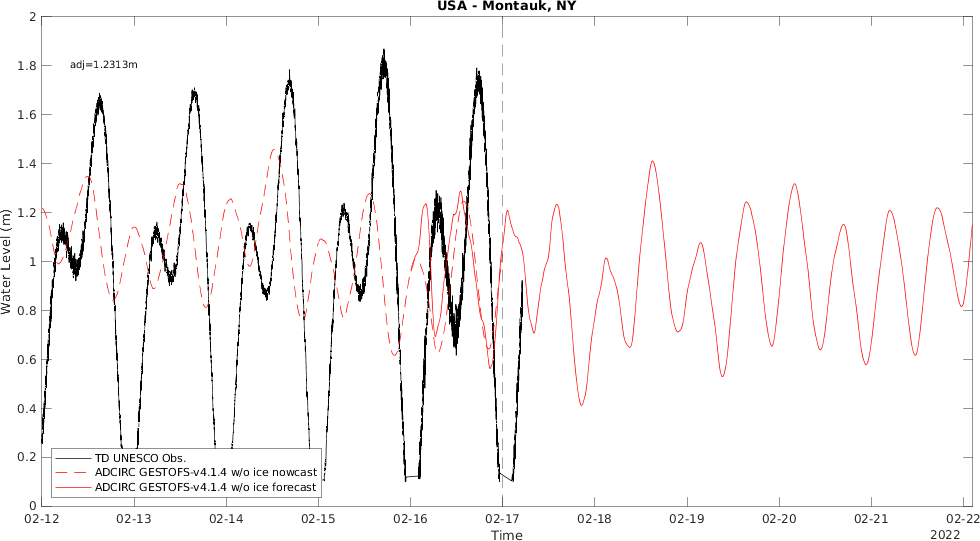 USA - Montauk, NY
adj=1.2313m
Water Level (m)
2
1.8
1.6
1.4
1.2
1
0.8
0.6
0.4
0.2
0
TD UNESCO Obs.
ADCIRC GESTOFS-v4.1.4 w/o ice nowcast
ADCIRC GESTOFS-v4.1.4 w/o ice forecast
02-12 02-13 02-14 02-15 02-16 02-17 02-18 02-19 02-20 02-21 02-22
Time
2022